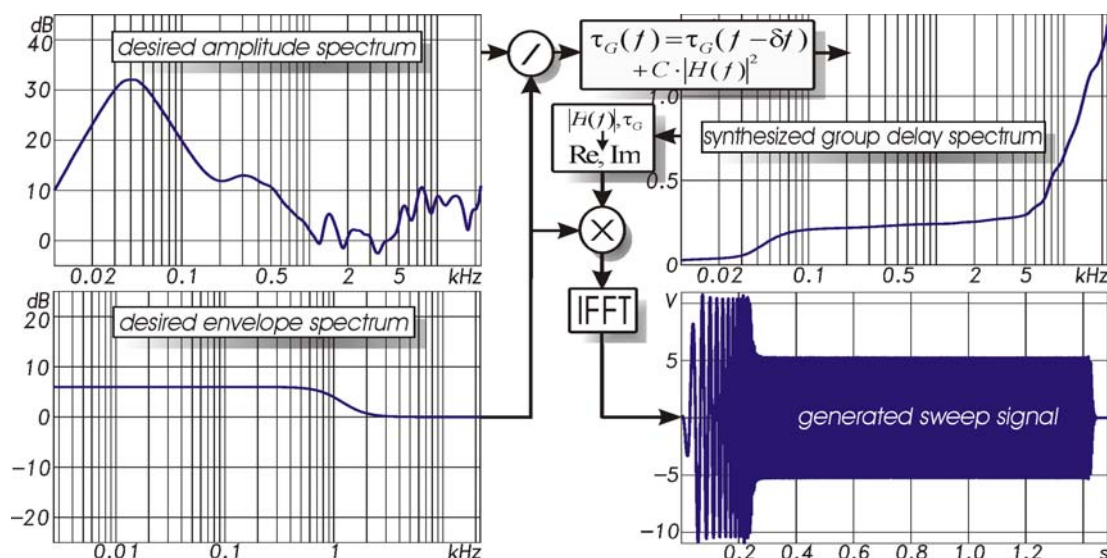 dB
40
30
20
10
0
desired amplitude spectrum
0.02 0.1 0.5 2 5 kHz
/
τG(f)=τG(f−δf)
+C·|H(f)|²
|H(f)|,τG
Re, Im
×
IFFT
1.0
0.5
0
synthesized group delay spectrum
0.02 0.1 0.5 2 5 kHz
dB
20
10
0
−10
−20
desired envelope spectrum
0.01 0.1 1 kHz
V
5
0
−5
−10
generated sweep signal
0.2 0.4 0.6 0.8 1.0 1.2 s